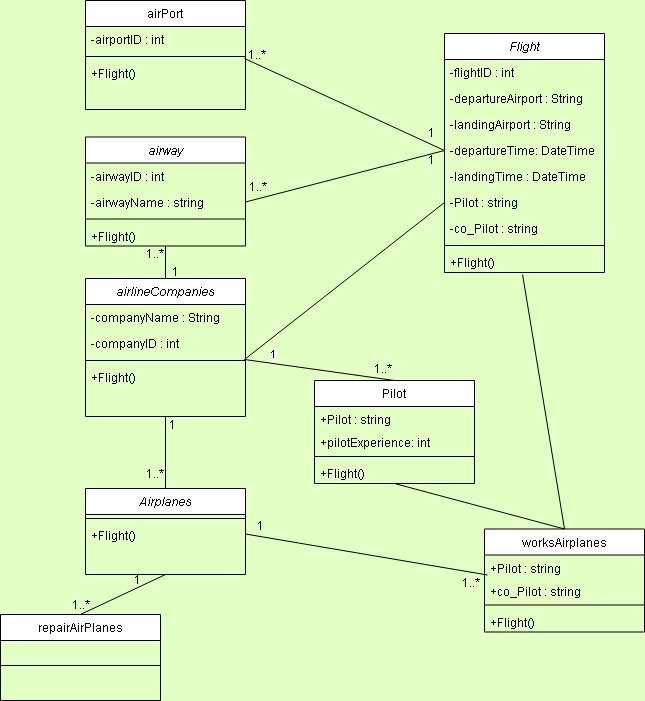 airPort
-airportID : int
+Flight()
1..*
Flight
-flightID : int
-departureAirport : String
-landingAirport : String
-departureTime: DateTime
-landingTime : DateTime
-Pilot : string
-co_Pilot : string
+Flight()
1
1
airway
-airwayID : int
-airwayName : string
+Flight()
1..*
1..*
1
airlineCompanies
-companyName : String
-companyID : int
+Flight()
1
1..*
Pilot
+Pilot : string
+pilotExperience: int
+Flight()
1
1..*
Airplanes
+Flight()
1
1..*
worksAirplanes
+Pilot : string
+co_Pilot : string
+Flight()
1
1..*
repairAirPlanes